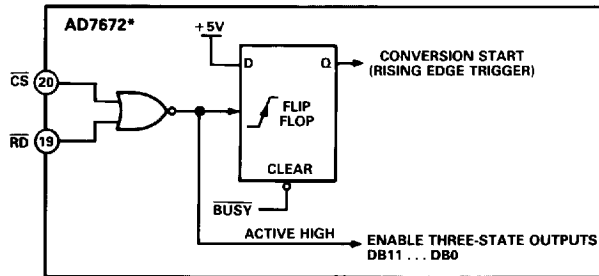 AD7672*
+5V
D
Q
CONVERSION START
(RISING EDGE TRIGGER)
CS
20
RD
19
FLIP
FLOP
CLEAR
BUSY
ACTIVE HIGH
ENABLE THREE-STATE OUTPUTS
DB11 . . . DB0